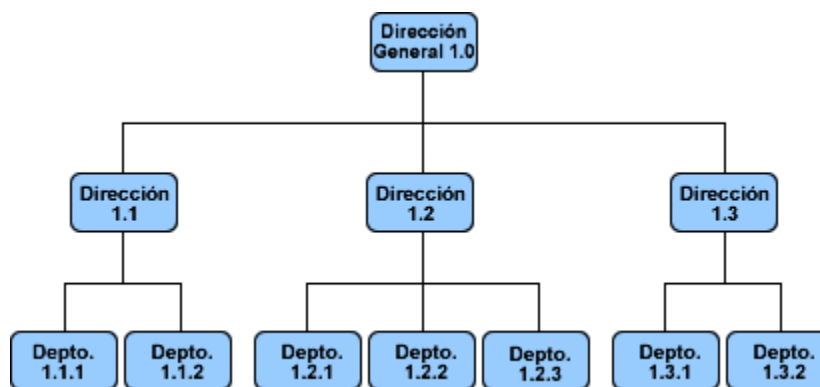 Dirección
General 1.0
Dirección
1.1
Dirección
1.2
Dirección
1.3
Depto.
1.1.1
Depto.
1.1.2
Depto.
1.2.1
Depto.
1.2.2
Depto.
1.2.3
Depto.
1.3.1
Depto.
1.3.2